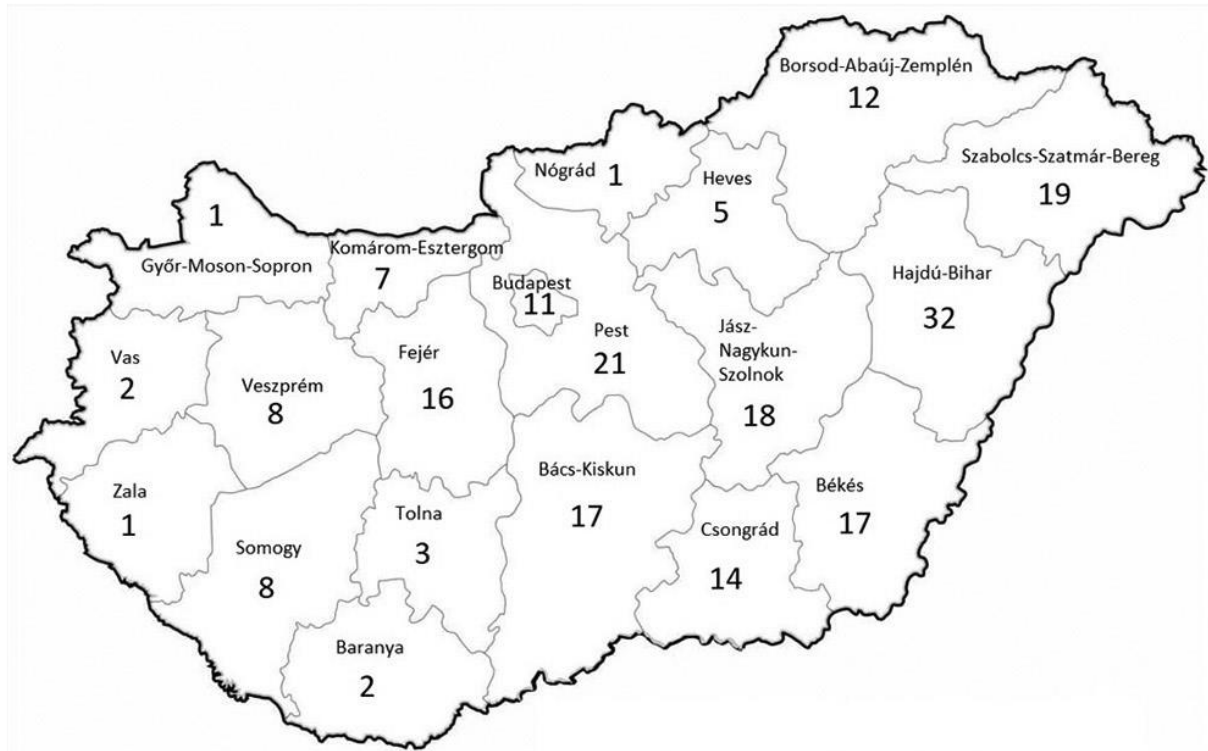 Borsod-Abaúj-Zemplén
12
Szabolcs-Szatmár-Bereg
19
Nógrád 1
Heves
5
1
Győr-Moson-Sopron
Komárom-Esztergom
7
Budapest
11
Hajdú-Bihar
32
Pest
21
Jász-
Nagykun-
Szolnok
18
Vas
2
Veszprém
8
Fejér
16
Zala
1
Somogy
8
Tolna
3
Bács-Kiskun
17
Csongrád
14
Békés
17
Baranya
2